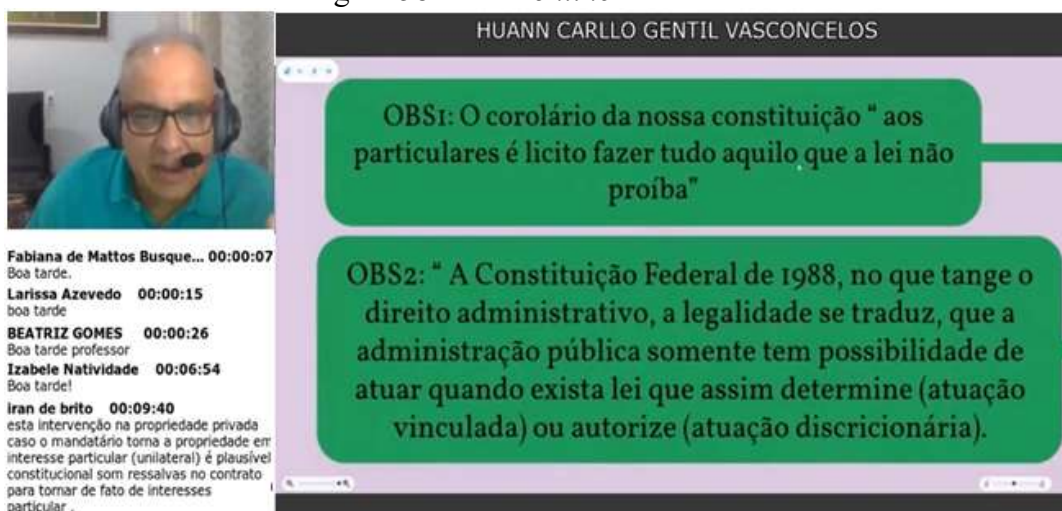 HUANN CARLLO GENTIL VASCONCELOS
OBS1: O corolário da nossa constituição “ aos
particulares é licito fazer tudo aquilo que a lei não
proíba”
OBS2: “ A Constituição Federal de 1988, no que tange o
direito administrativo, a legalidade se traduz, que a
administração pública somente tem possibilidade de
atuar quando exista lei que assim determine (atuação
vinculada) ou autorize (atuação discricionária).
Fabiana de Mattos Busque... 00:00:07
Boa tarde.
Larissa Azevedo 00:00:15
boa tarde
BEATRIZ GOMES 00:00:26
Boa tarde professor
Izabele Natividade 00:06:54
Boa tarde!
iran de brito 00:09:40
esta intervenção na propriedade privada
caso o mandatário torna a propriedade em
interesse particular (unilateral) é plausível
constitucional som ressalvas no contrato
para tornar de fato de interesses
particular .